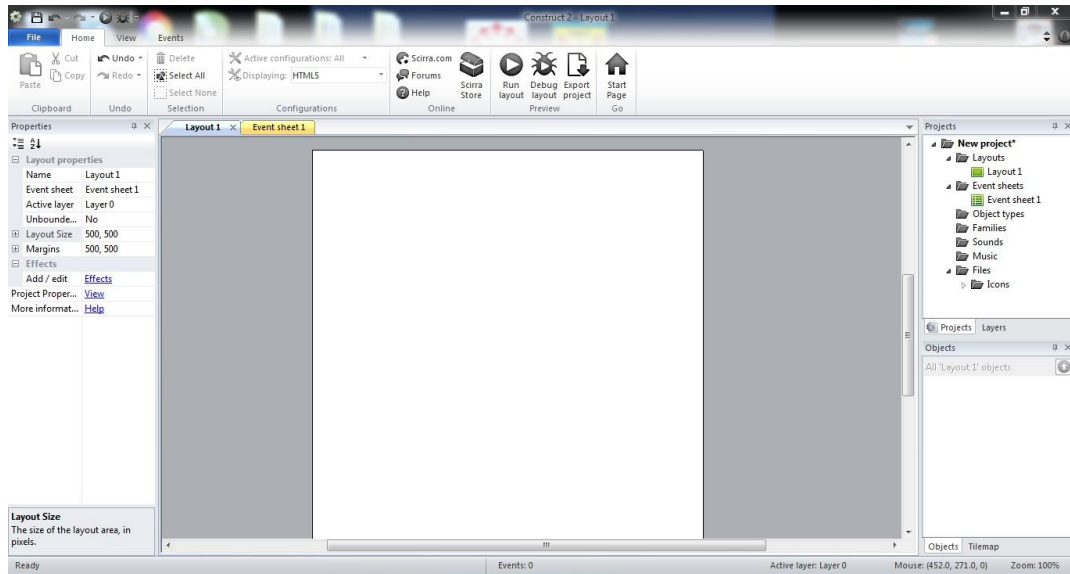 Construct 2 - Layout 1
File Home View Events
Paste
Cut
Copy
Clipboard
Undo
Redo
Undo
Delete
Select All
Select None
Selection
Active configurations: All
Displaying: HTML5
Configurations
Scirra.com
Forums
Help
Scirra
Store
Online
Run
layout
Debug
layout
Export
project
Preview
Start
Page
Go
Properties
Layout properties
Name Layout 1
Event sheet Event sheet 1
Active layer Layer 0
Unbounde... No
Layout Size 500, 500
Margins 500, 500
Effects
Add / edit Effects
Project Proper... View
More informat... Help
Layout Size
The size of the layout area, in
pixels.
Layout 1 Event sheet 1
Projects
New project*
Layouts
Layout 1
Event sheets
Event sheet 1
Object types
Families
Sounds
Music
Files
Icons
Projects Layers
Objects
All 'Layout 1' objects
Objects Tilemap
Ready Events: 0 Active layer: Layer 0 Mouse: (452.0, 271.0, 0) Zoom: 100%